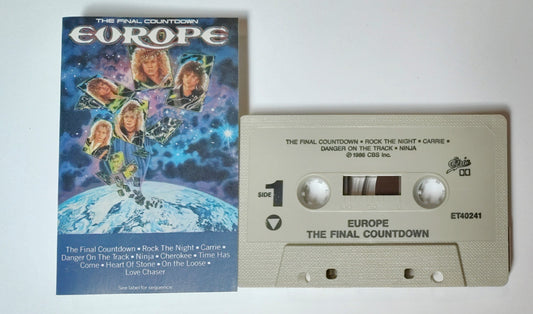 THE FINAL COUNTDOWN
EUROPE
The Final Countdown • Rock The Night • Carrie •
Danger On The Track • Ninja • Cherokee • Time Has
Come • Heart Of Stone • On the Loose •
Love Chaser
See label for sequence
THE FINAL COUNTDOWN • ROCK THE NIGHT • CARRIE •
DANGER ON THE TRACK • NINJA
℗ 1986 CBS Inc.
Epic
SIDE 1
ET40241
EUROPE
THE FINAL COUNTDOWN